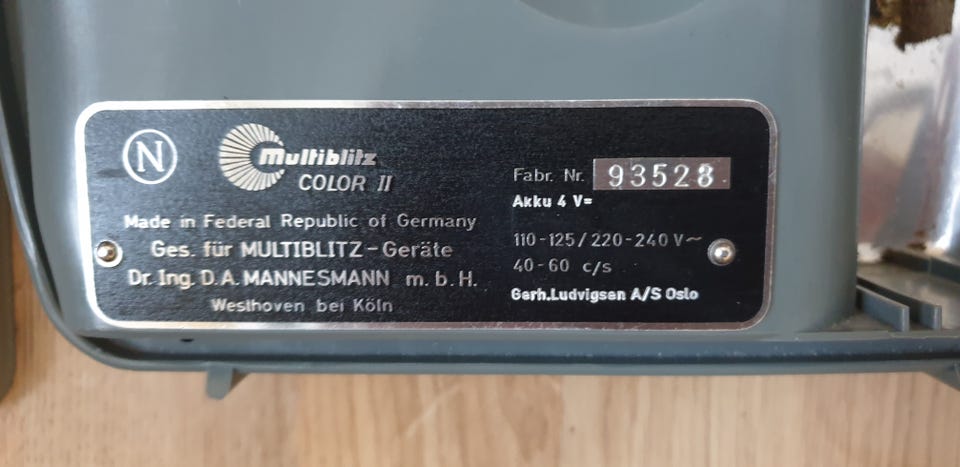 N
Multiblitz
COLOR II
Made in Federal Republic of Germany
Ges. für MULTIBLITZ-Geräte
Dr. Ing. D. A. MANNESMANN m. b. H.
Westhoven bei Köln
Fabr. Nr. 93528
Akku 4 V=
110-125/220-240 V~
40-60 c/s
Gerh. Ludvigsen A/S Oslo